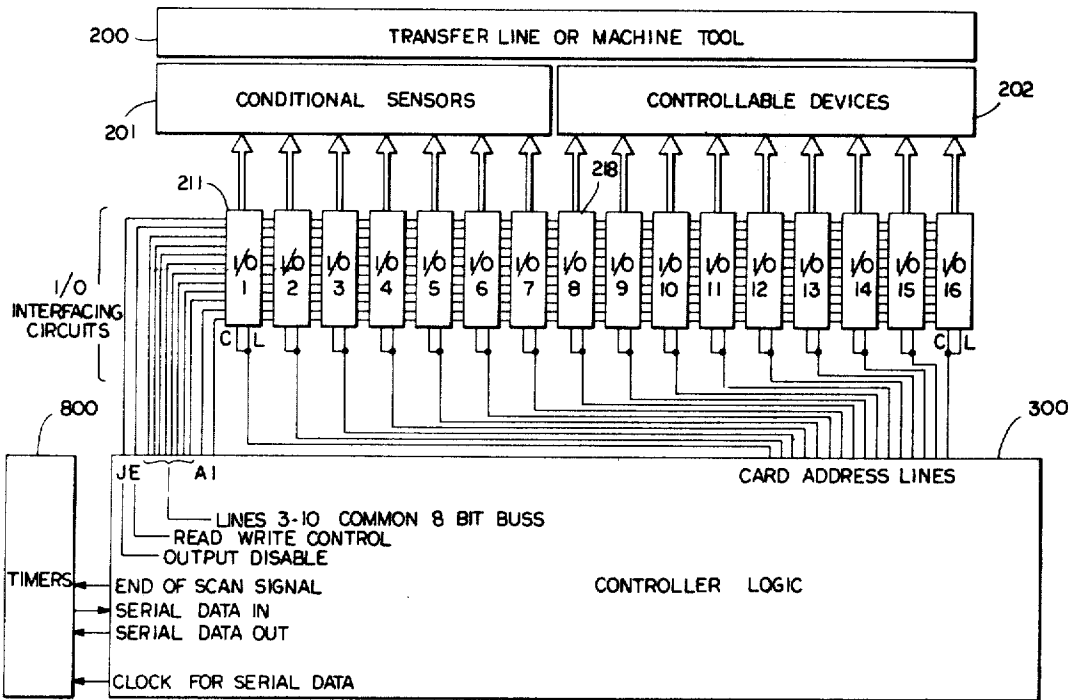 200
TRANSFER LINE OR MACHINE TOOL
CONDITIONAL SENSORS
CONTROLLABLE DEVICES
201
202
211
218
I/O INTERFACING CIRCUITS
I/O 1
I/O 2
I/O 3
I/O 4
I/O 5
I/O 6
I/O 7
I/O 8
I/O 9
I/O 10
I/O 11
I/O 12
I/O 13
I/O 14
I/O 15
I/O 16
C L
C L
800
300
JE
A I
CARD ADDRESS LINES
LINES 3-10 COMMON 8 BIT BUSS
READ WRITE CONTROL
OUTPUT DISABLE
TIMERS
END OF SCAN SIGNAL
CONTROLLER LOGIC
SERIAL DATA IN
SERIAL DATA OUT
CLOCK FOR SERIAL DATA